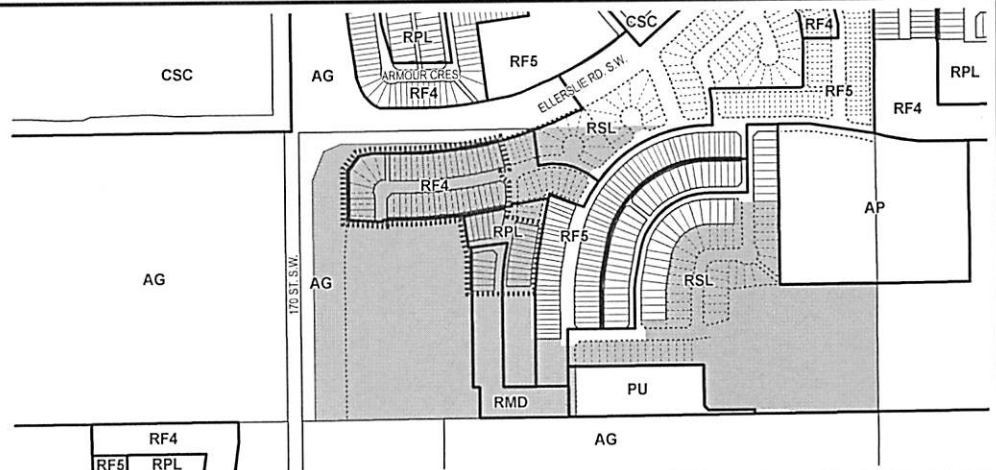 CSC
RF4
RPL
RF5
CSC
AG
RPL
ARMOUR CRES
RF4
ELLERSLIE RD. S.W.
RF5
RF4
RSL
RF4
AP
RPL
RF5
AG
AG
170 ST. S.W.
RSL
PU
RMD
RF4
AG
RF5
RPL